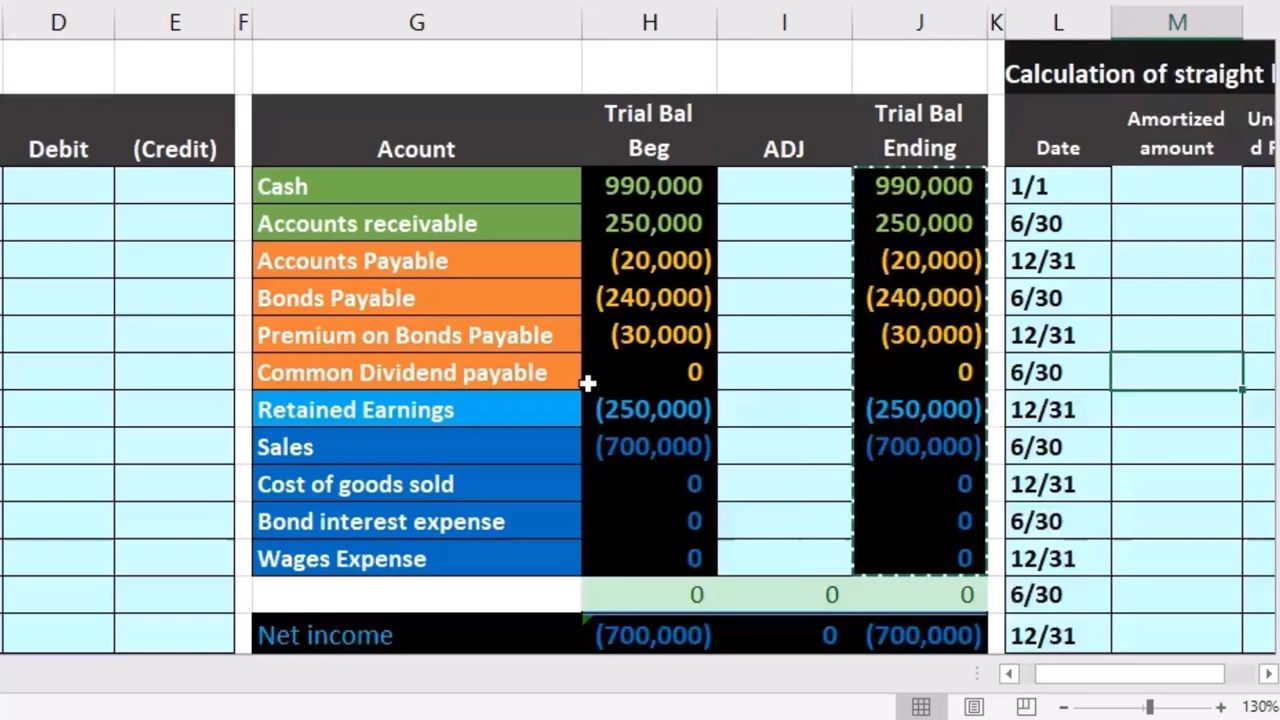 D E F G H I J K L M
Calculation of straight
Debit (Credit) Acount Trial Bal Beg ADJ Trial Bal Ending Date Amortized amount
Cash 990,000 990,000 1/1
Accounts receivable 250,000 250,000 6/30
Accounts Payable (20,000) (20,000) 12/31
Bonds Payable (240,000) (240,000) 6/30
Premium on Bonds Payable (30,000) (30,000) 12/31
Common Dividend payable 0 0 6/30
Retained Earnings (250,000) (250,000) 12/31
Sales (700,000) (700,000) 6/30
Cost of goods sold 0 0 12/31
Bond interest expense 0 0 6/30
Wages Expense 0 0 12/31
0 0 0 6/30
Net income (700,000) 0 (700,000) 12/31
130%